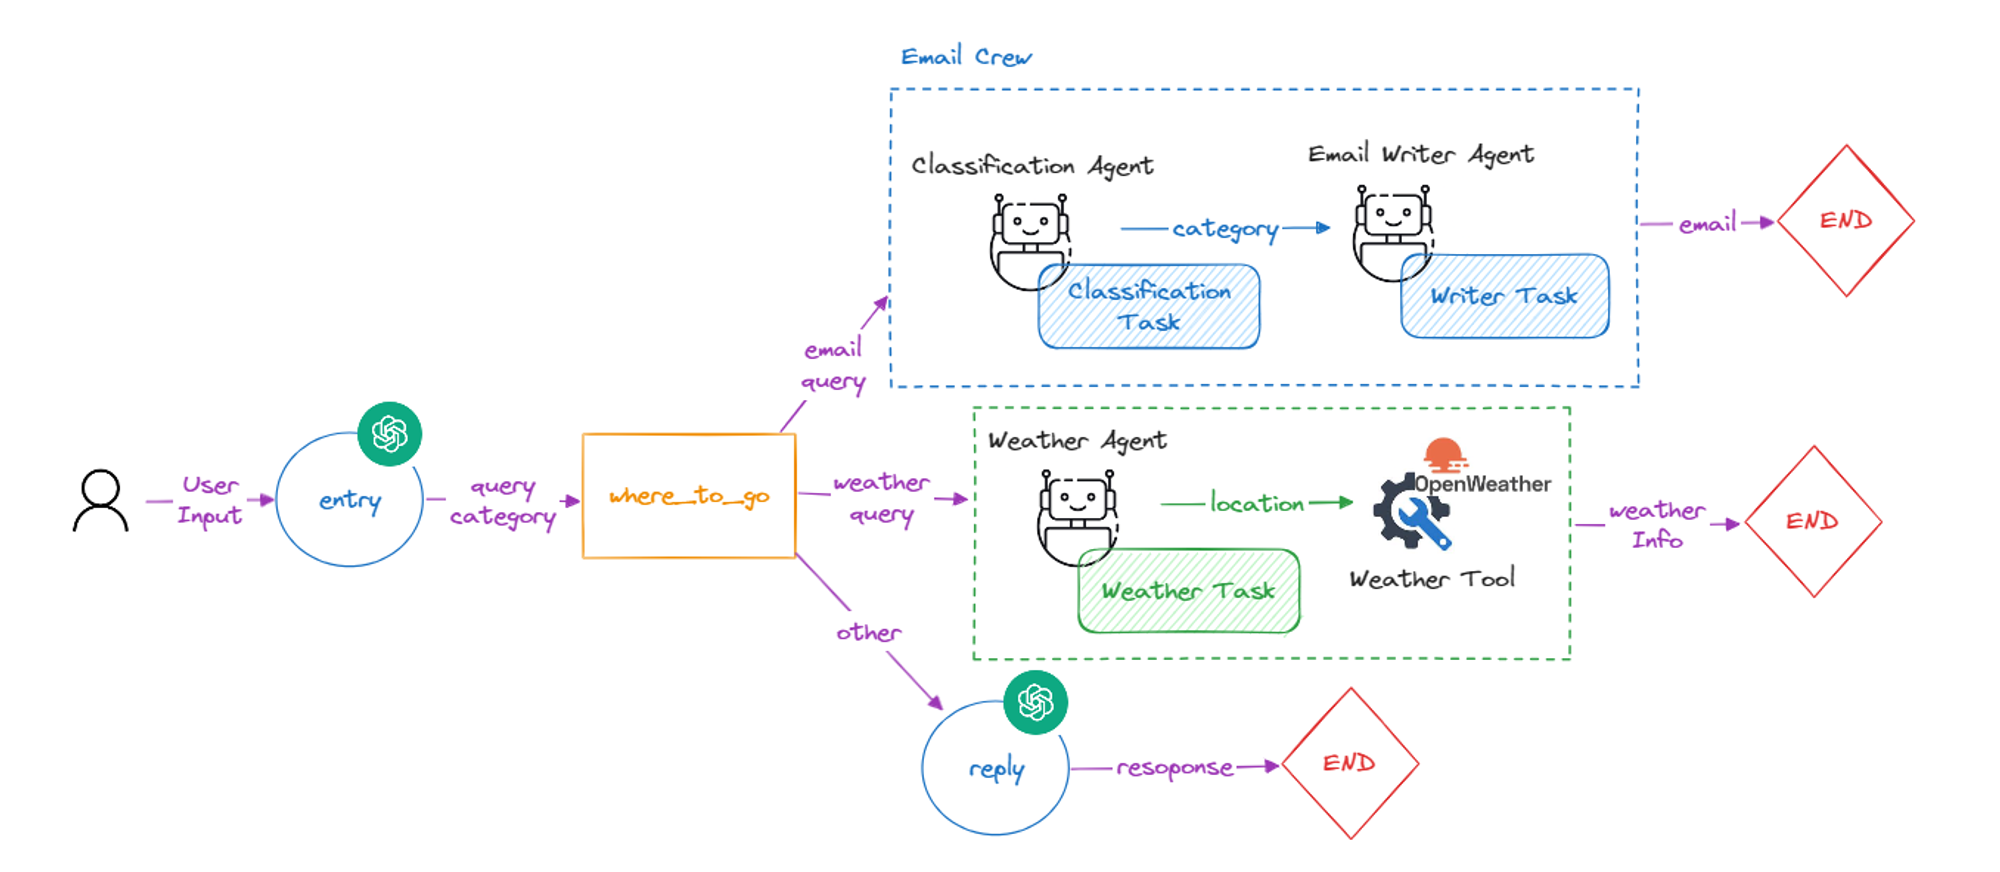 Email Crew
Classification Agent
Email Writer Agent
category
Classification
Task
Writer Task
email
END
email
query
User
Input
entry
query
category
where_to_go
weather
query
Weather Agent
location
OpenWeather
Weather Tool
Weather Task
weather
Info
END
other
reply
resoponse
END